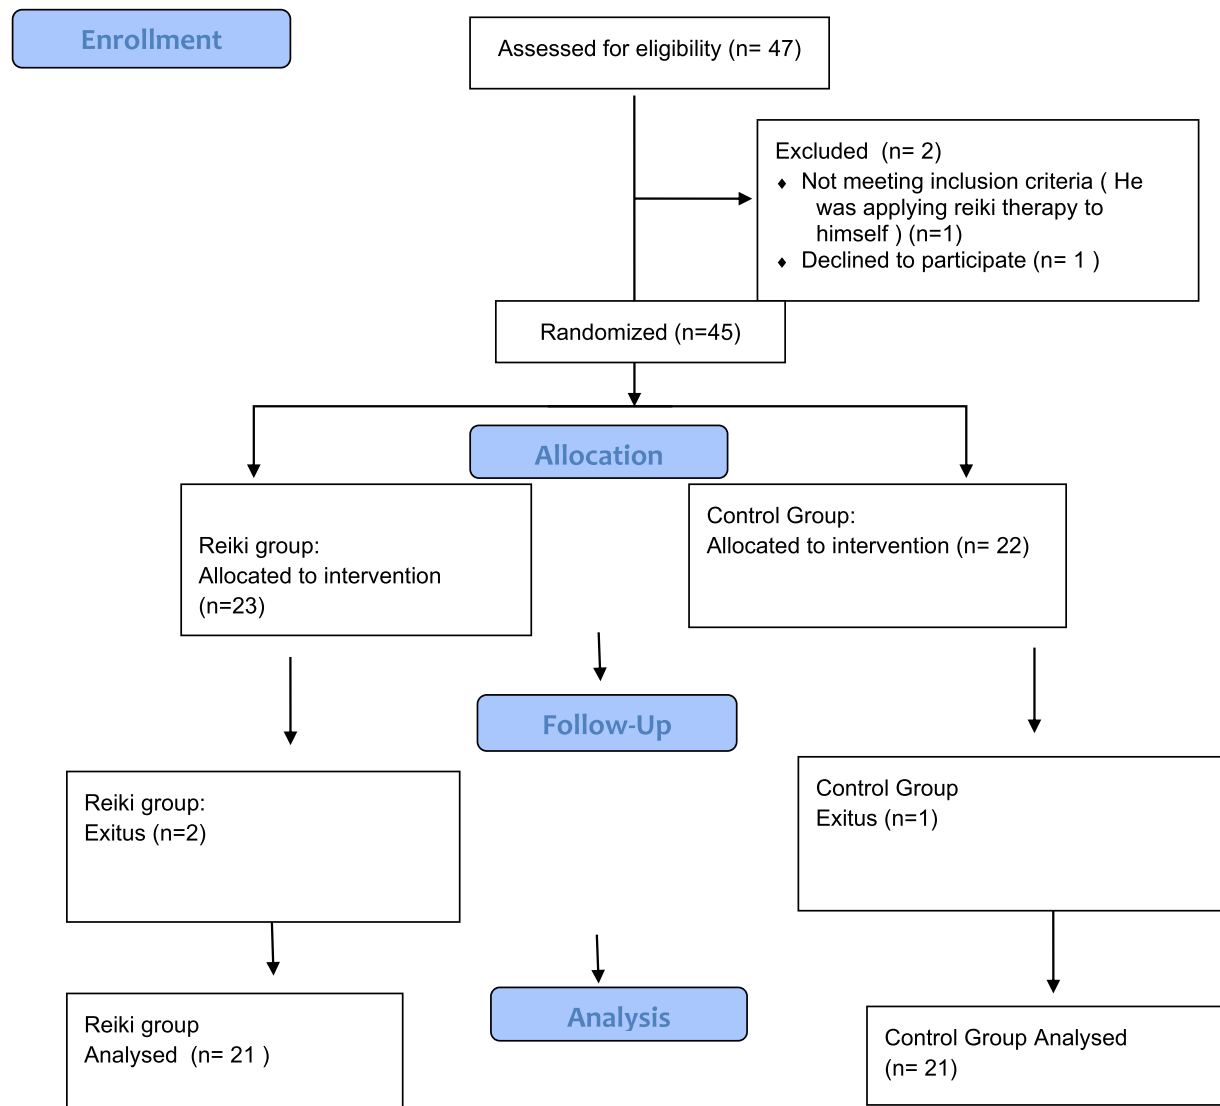 Enrollment
Assessed for eligibility (n= 47)
Excluded  (n= 2)
♦ Not meeting inclusion criteria ( He
was applying reiki therapy to
himself ) (n=1)
♦ Declined to participate (n= 1 )
Randomized (n=45)
Allocation
Reiki group:
Allocated to intervention
(n=23)
Control Group:
Allocated to intervention (n= 22)
Follow-Up
Reiki group:
Exitus (n=2)
Control Group
Exitus (n=1)
Analysis
Reiki group
Analysed  (n= 21 )
Control Group Analysed
(n= 21)